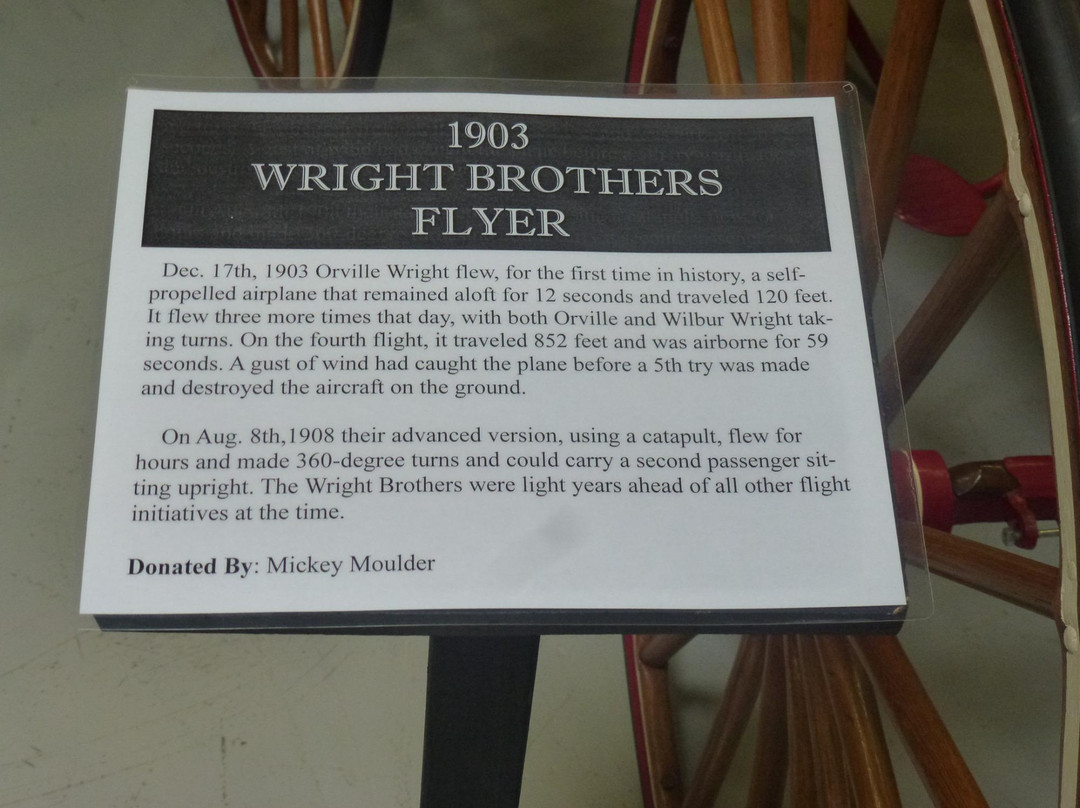 1903
WRIGHT BROTHERS
FLYER
Dec. 17th, 1903 Orville Wright flew, for the first time in history, a self-
propelled airplane that remained aloft for 12 seconds and traveled 120 feet.
It flew three more times that day, with both Orville and Wilbur Wright tak-
ing turns. On the fourth flight, it traveled 852 feet and was airborne for 59
seconds. A gust of wind had caught the plane before a 5th try was made
and destroyed the aircraft on the ground.
On Aug. 8th,1908 their advanced version, using a catapult, flew for
hours and made 360-degree turns and could carry a second passenger sit-
ting upright. The Wright Brothers were light years ahead of all other flight
initiatives at the time.
Donated By: Mickey Moulder